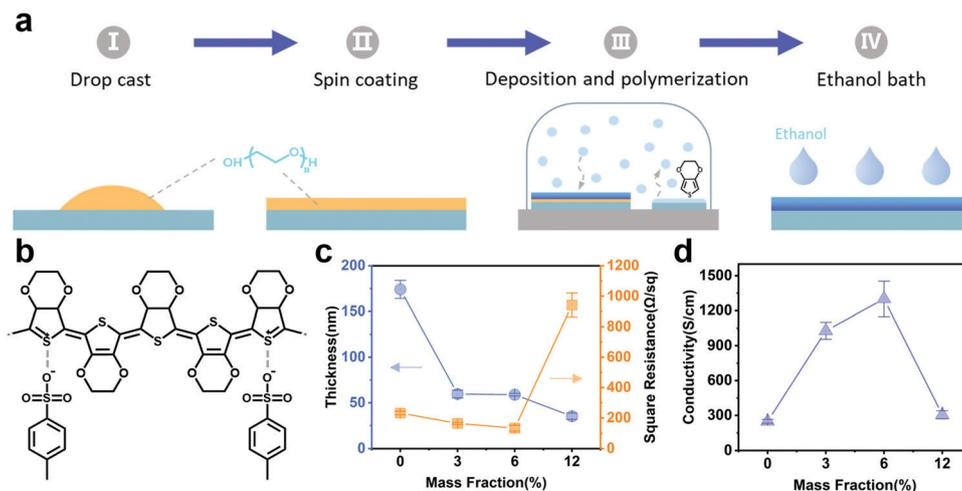 a
I
II
III
IV
Drop cast
Spin coating
Deposition and polymerization
Ethanol bath
OH
O
n
H
O
O
S
Ethanol
b
O O
O O
O O
S
S
S
S
S+
O O
O O
O-
O-
O=S=O
O=S=O
c
200
150
100
50
0
Thickness(nm)
1200
1000
800
600
400
200
0
Square Resistance(Ω/sq)
0
3
6
12
Mass Fraction(%)
d
1500
1200
900
600
300
0
Conductivity(S/cm)
0
3
6
12
Mass Fraction(%)